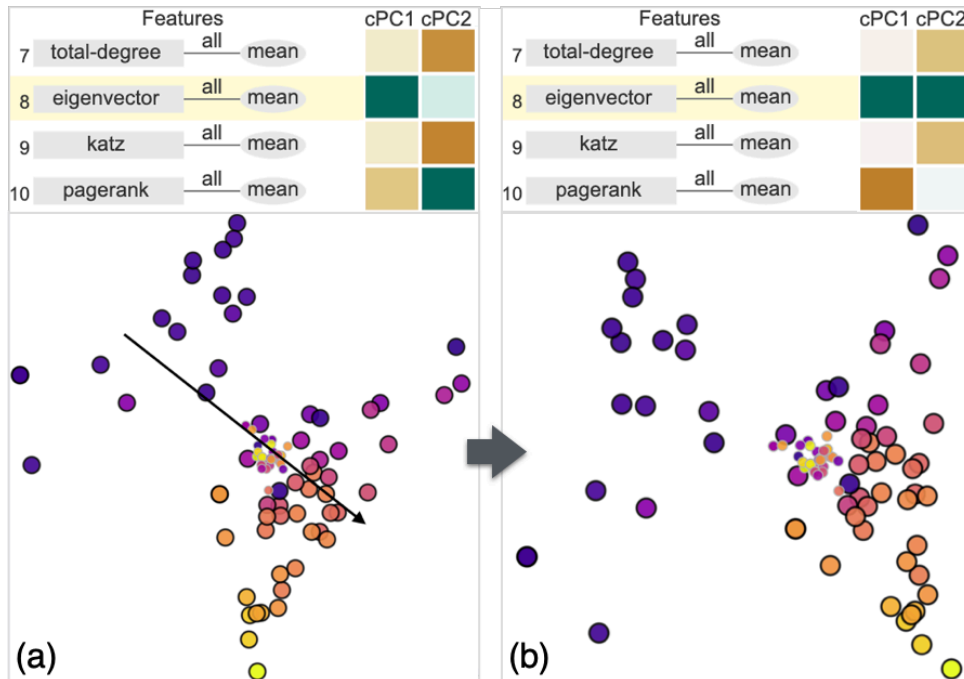 Features cPC1 cPC2
7 total-degree all mean
8 eigenvector all mean
9 katz all mean
10 pagerank all mean
(a)
Features cPC1 cPC2
7 total-degree all mean
8 eigenvector all mean
9 katz all mean
10 pagerank all mean
(b)